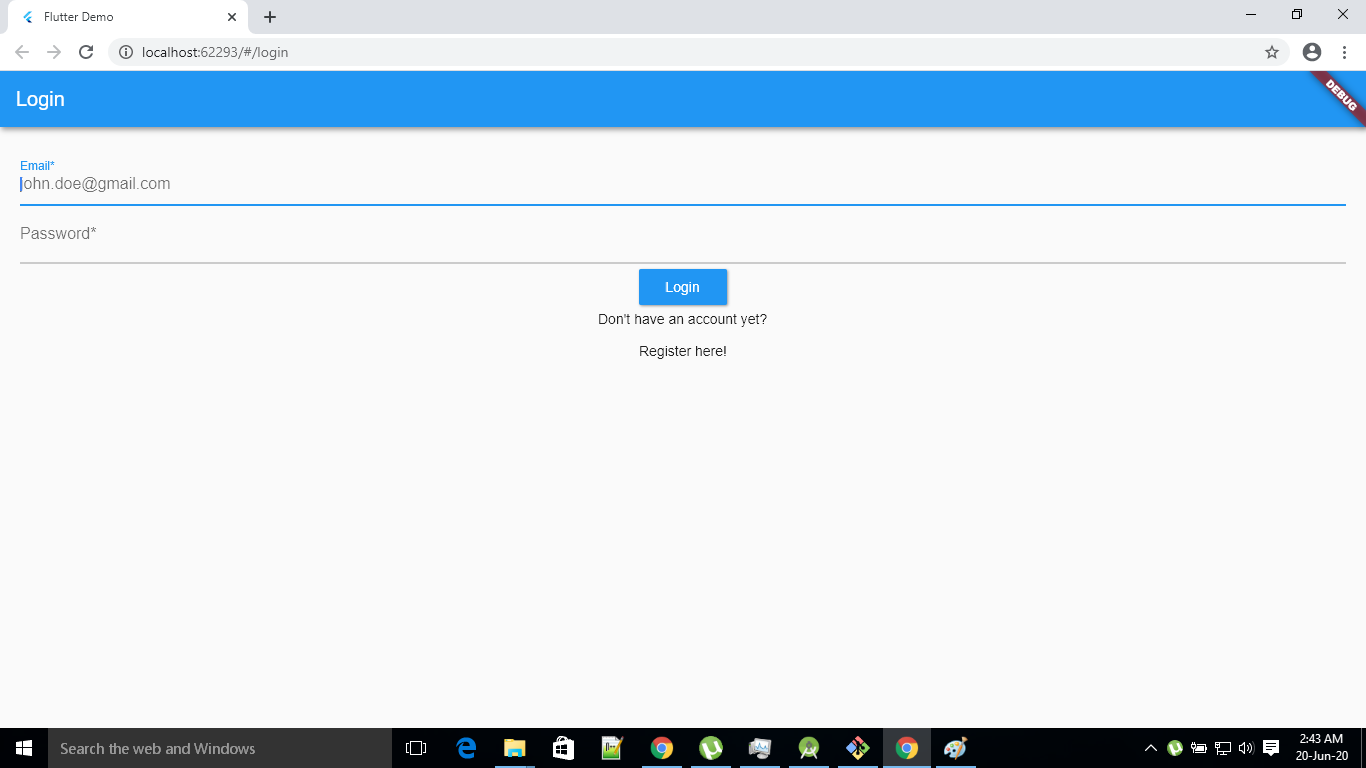 Flutter Demo
localhost:62293/#/login
Login
DEBUG
Email*
john.doe@gmail.com
Password*
Login
Don't have an account yet?
Register here!
Search the web and Windows
2:43 AM
20-Jun-20